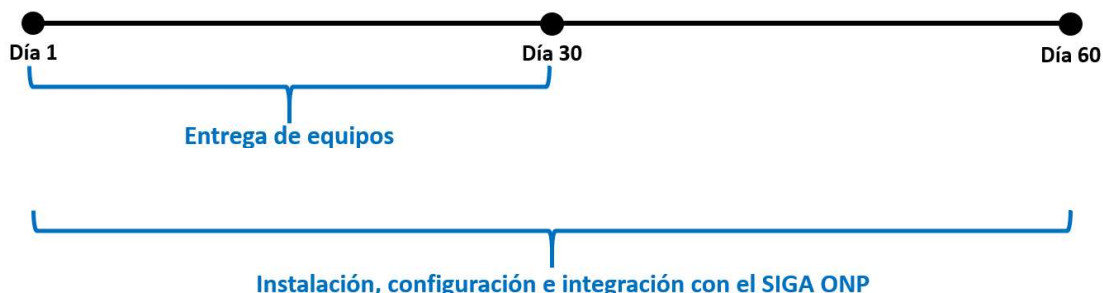 Día 1 Día 30 Día 60
Entrega de equipos
Instalación, configuración e integración con el SIGA ONP